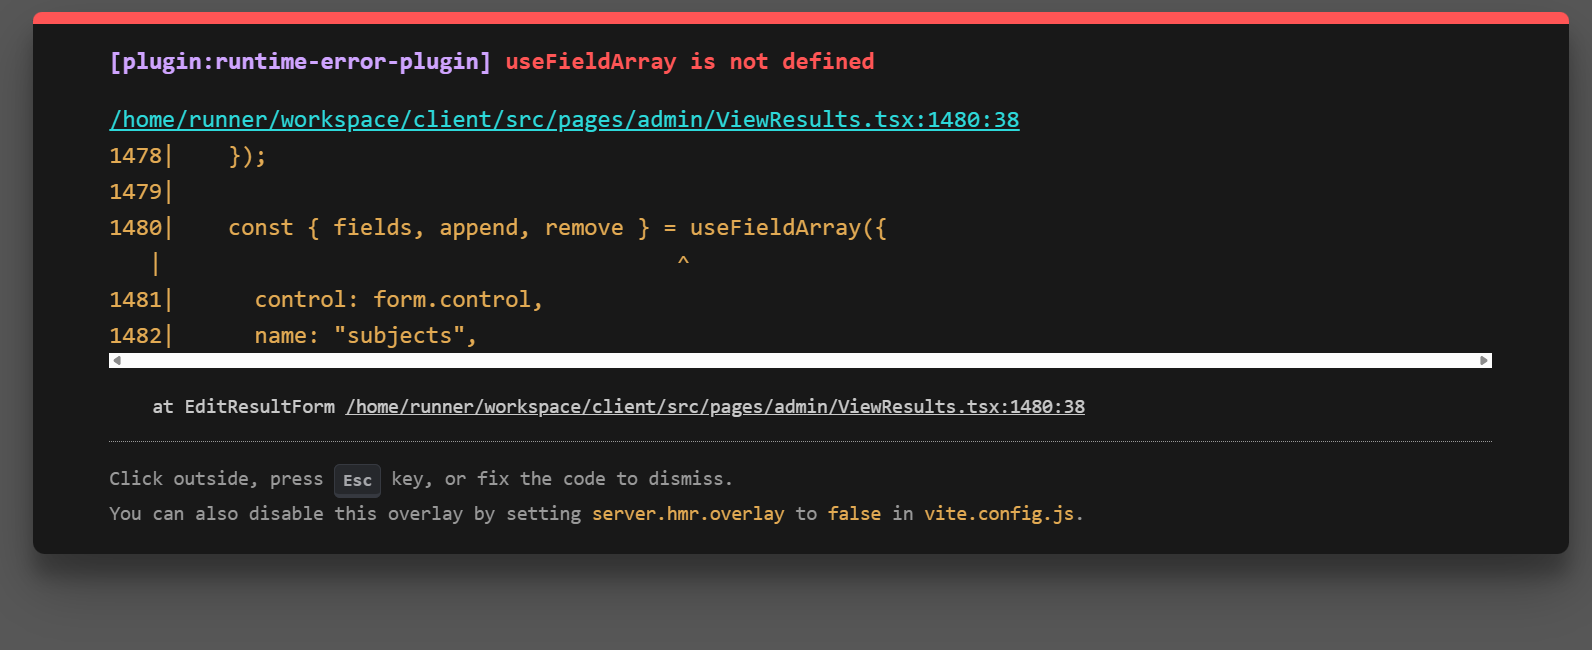 [plugin:runtime-error-plugin] useFieldArray is not defined
/home/runner/workspace/client/src/pages/admin/ViewResults.tsx:1480:38
1478|    });
1479|
1480|    const { fields, append, remove } = useFieldArray({
   |                                       ^
1481|      control: form.control,
1482|      name: "subjects",
at EditResultForm /home/runner/workspace/client/src/pages/admin/ViewResults.tsx:1480:38
Click outside, press Esc key, or fix the code to dismiss.
You can also disable this overlay by setting server.hmr.overlay to false in vite.config.js.